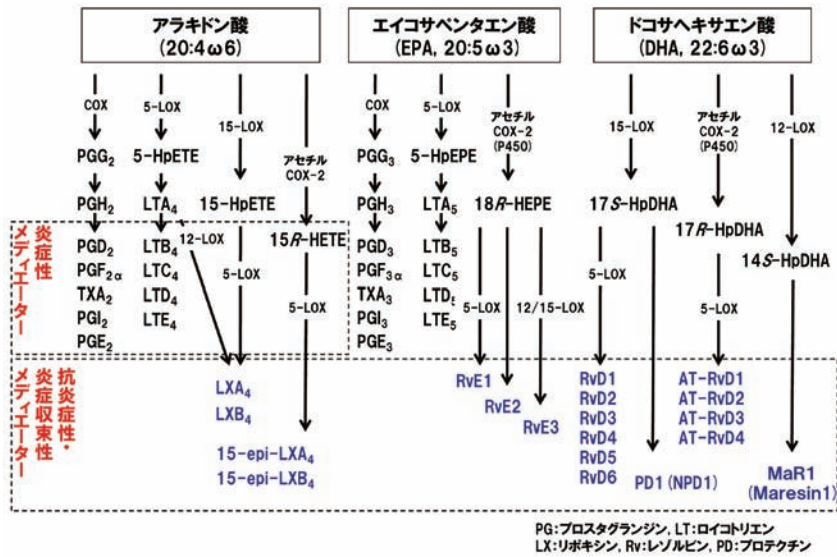 アラキドン酸
(20:4ω6)
エイコサペンタエン酸
(EPA, 20:5ω3)
ドコサヘキサエン酸
(DHA, 22:6ω3)
COX
5-LOX
15-LOX
アセチル
COX-2
PGG2
5-HpETE
PGH2
LTA4
15-HpETE
12-LOX
15R-HETE
PGD2
LTB4
PGF2α
LTC4
5-LOX
TXA2
LTD4
5-LOX
PGI2
LTE4
PGE2
COX
5-LOX
アセチル
COX-2
(P450)
PGG3
5-HpEPE
PGH3
LTA5
18R-HEPE
PGD3
LTB5
PGF3α
LTC5
TXA3
LTD5
5-LOX
12/15-LOX
PGI3
LTE5
PGE3
15-LOX
アセチル
COX-2
(P450)
12-LOX
17S-HpDHA
17R-HpDHA
14S-HpDHA
5-LOX
5-LOX
炎症性
メディエーター
抗炎症性・
炎症収束性
メディエーター
LXA4
LXB4
15-epi-LXA4
15-epi-LXB4
RvE1
RvE2
RvE3
RvD1
RvD2
RvD3
RvD4
RvD5
RvD6
PD1(NPD1)
AT-RvD1
AT-RvD2
AT-RvD3
AT-RvD4
MaR1
(Maresin1)
PG:プロスタグランジン, LT:ロイコトリエン
LX:リポキシン, Rv:レゾルビン, PD:プロテクチン